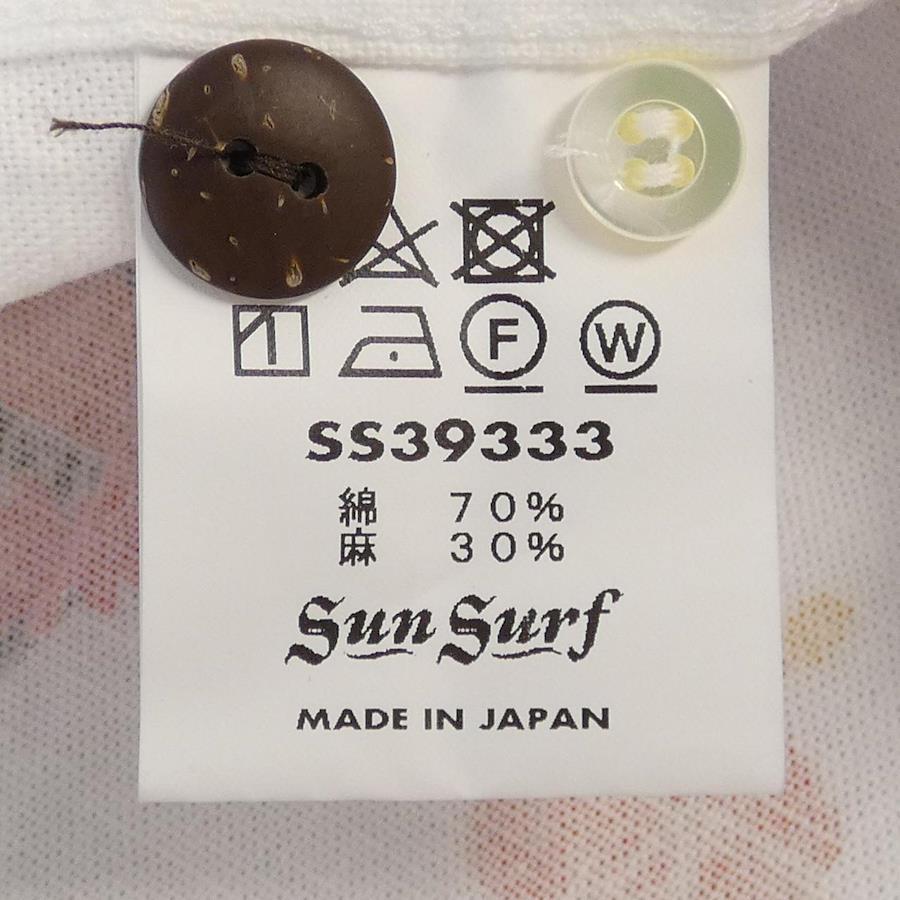 F W
SS39333
綿 70%
麻 30%
Sun Surf
MADE IN JAPAN